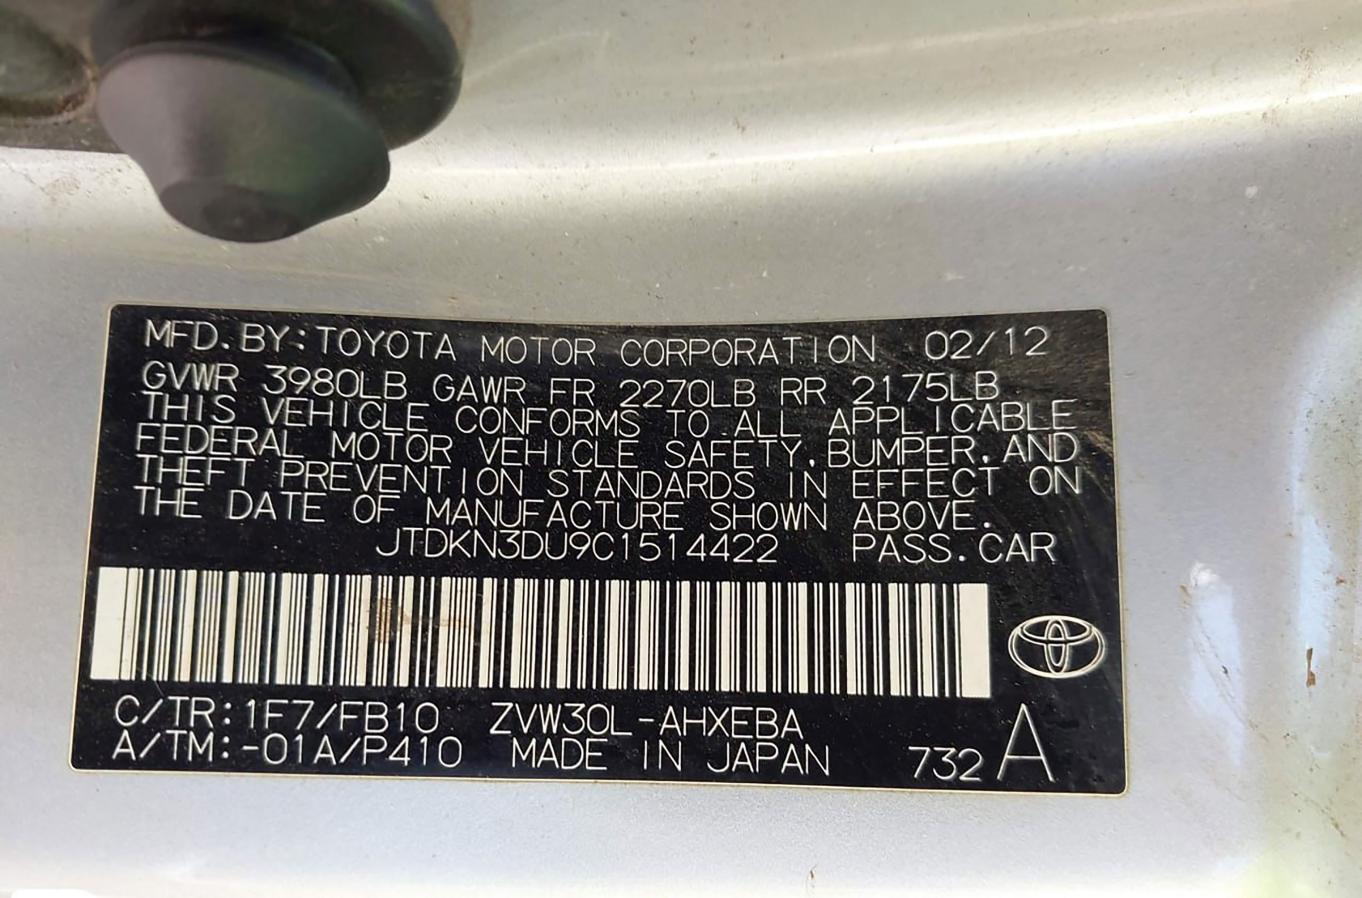 MFD.BY:TOYOTA MOTOR CORPORATION 02/12
GVWR 3980LB GAWR FR 2270LB RR 2175LB
THIS VEHICLE CONFORMS TO ALL APPLICABLE
FEDERAL MOTOR VEHICLE SAFETY, BUMPER, AND
THEFT PREVENTION STANDARDS IN EFFECT ON
THE DATE OF MANUFACTURE SHOWN ABOVE.
JTDKN3DU9C1514422 PASS.CAR
C/TR:1F7/FB10 ZVW30L-AHXEBA
A/TM:-01A/P410 MADE IN JAPAN 732 A